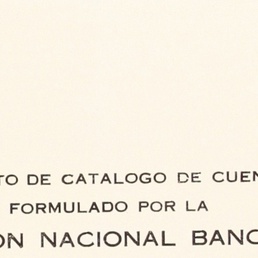 TO DE CATALOGO DE CUEN
FORMULADO POR LA
ON NACIONAL BANC